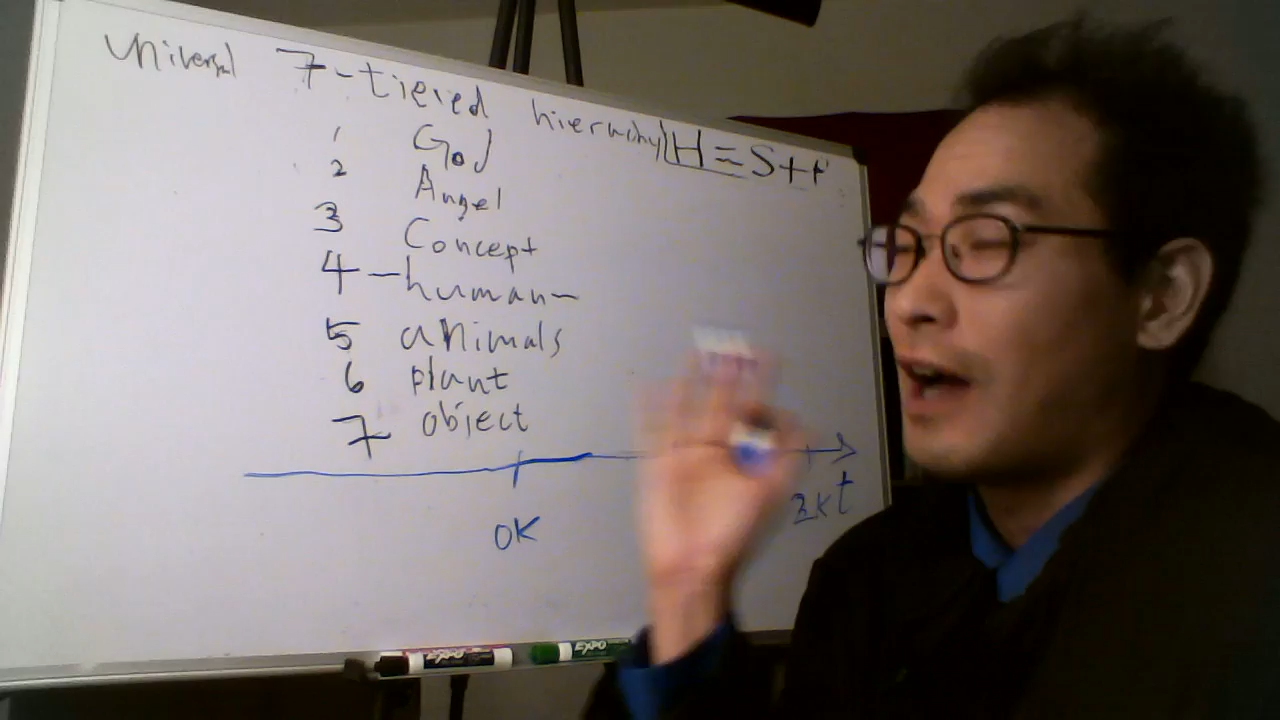 Universal 7-tiered hierarchy H = S + r
1 God
2 Angel
3 Concept
4 - human -
5 animals
6 plant
7 object
0K 2K t
EXPO EXPO